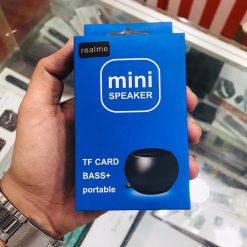 realme
mini
SPEAKER
TF CARD
BASS+
portable